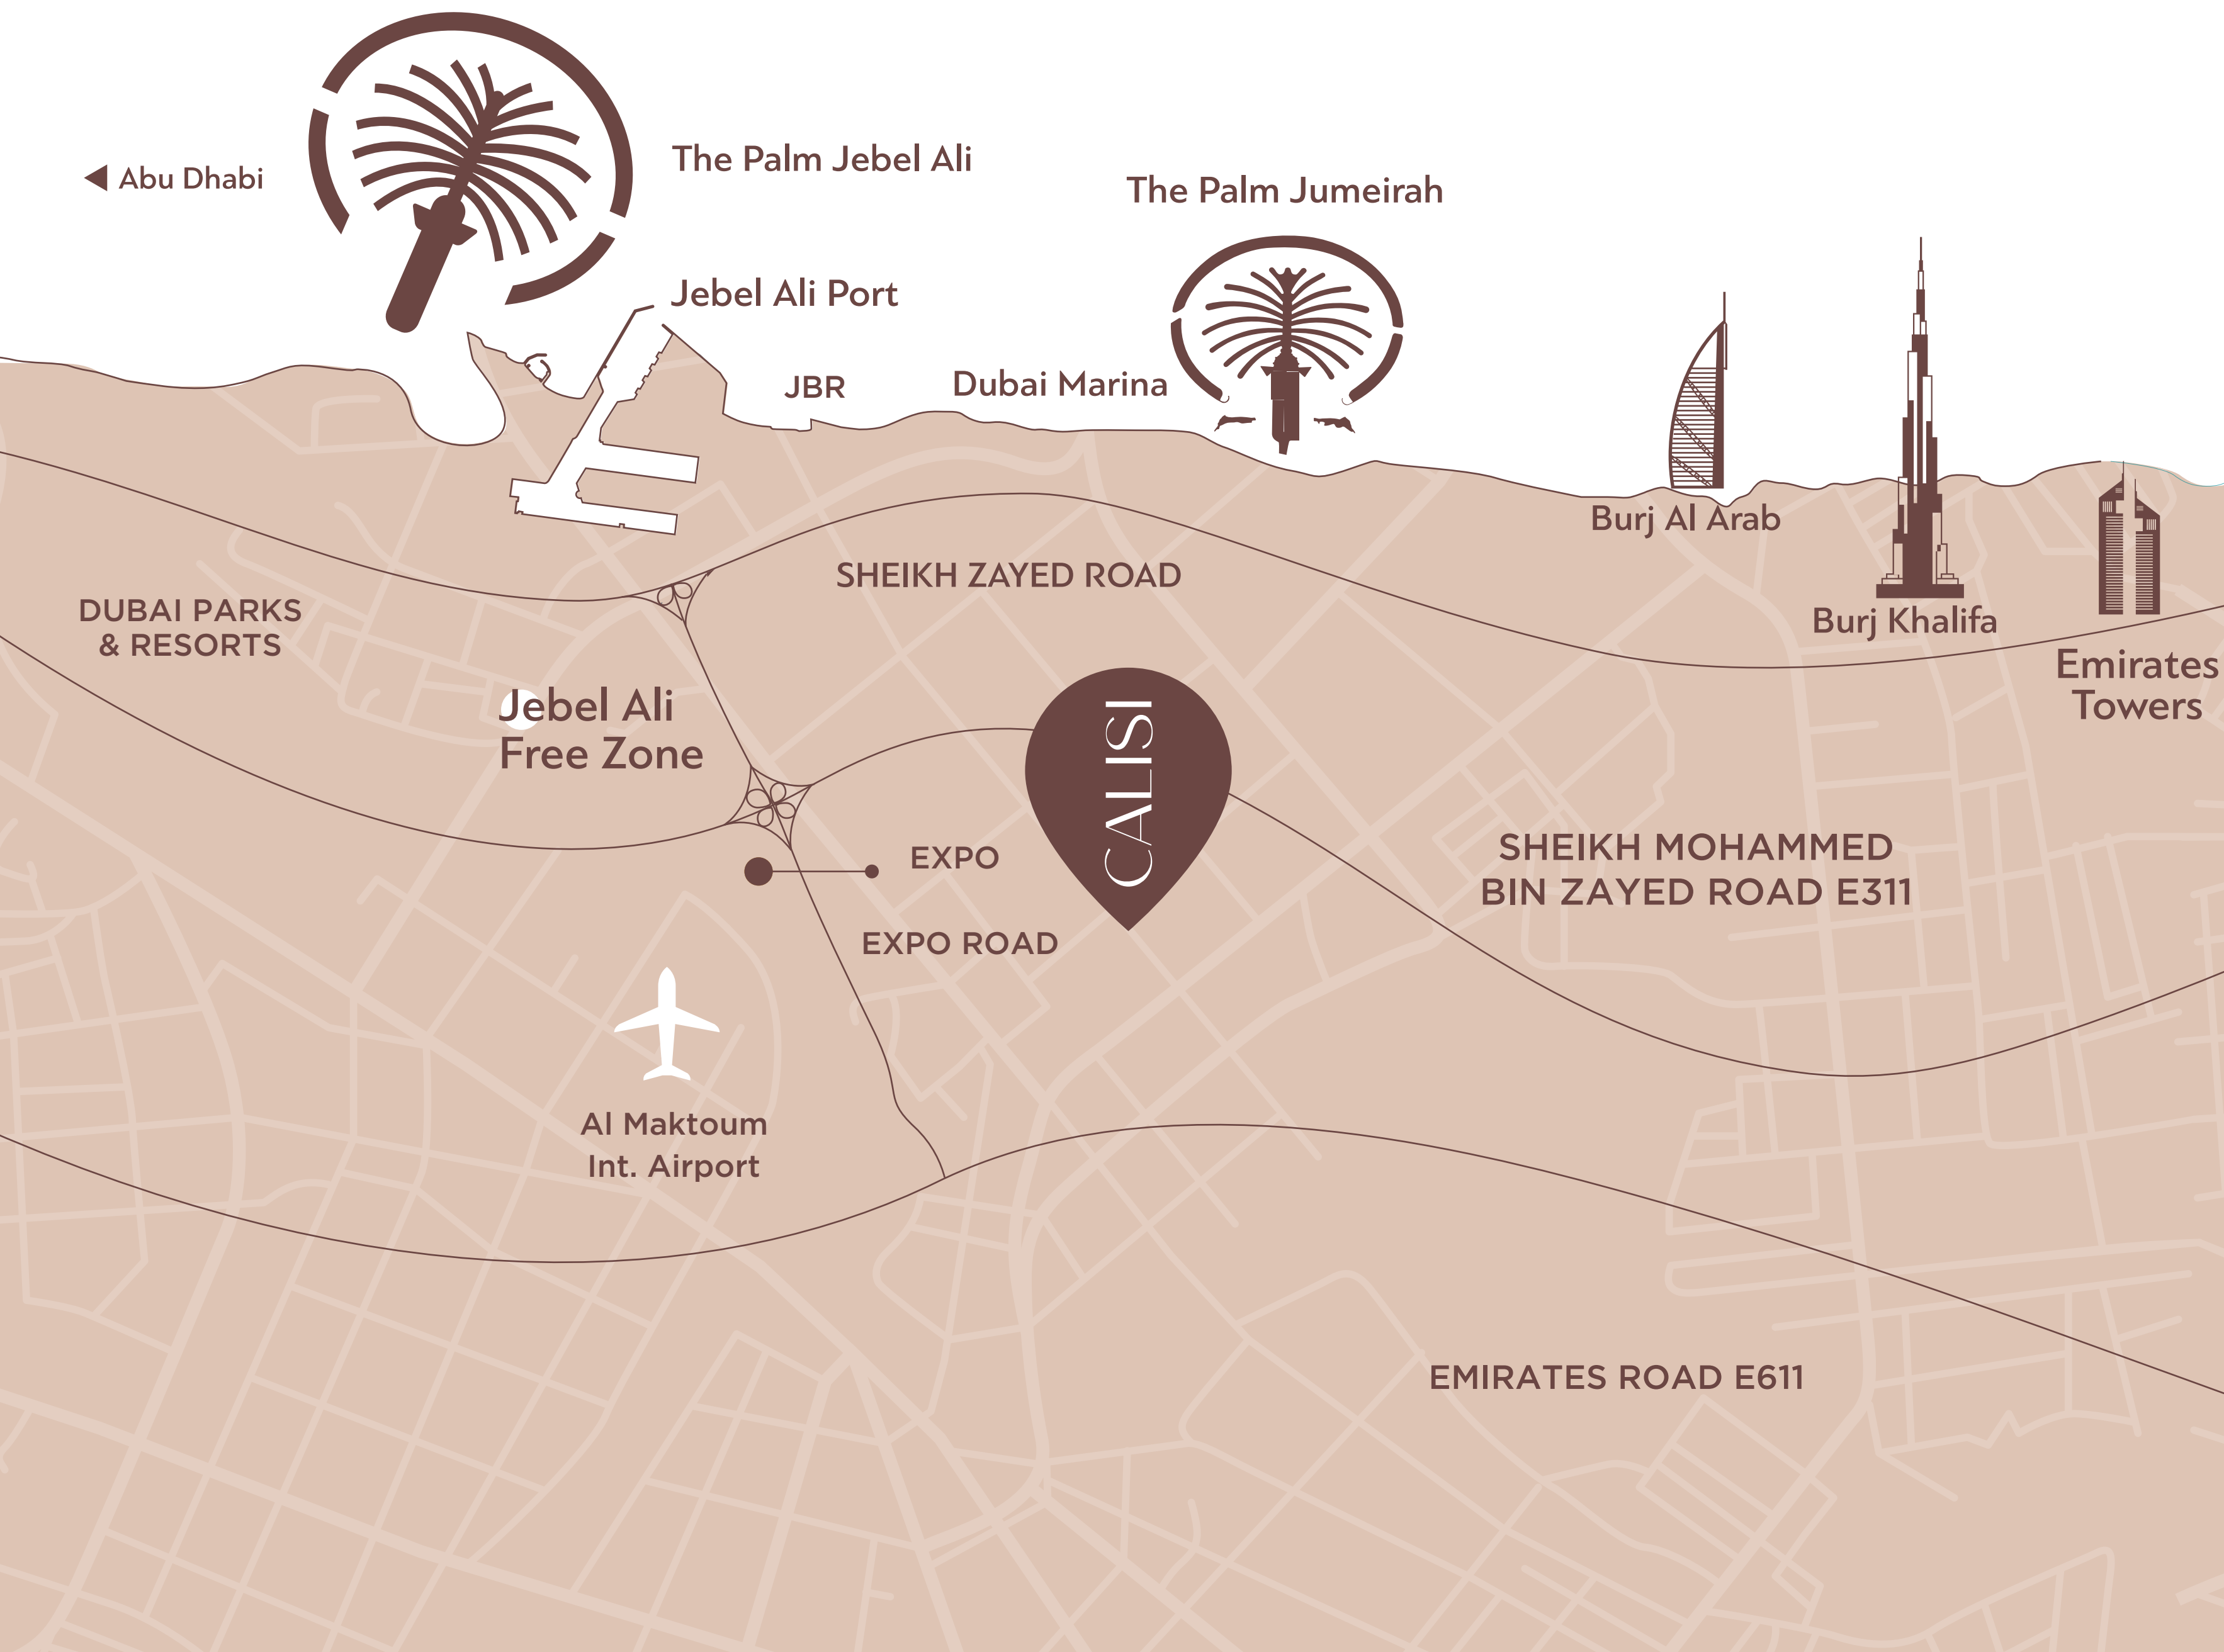 The Palm Jebel Ali
Abu Dhabi
The Palm Jumeirah
Jebel Ali Port
JBR
Dubai Marina
Burj Al Arab
SHEIKH ZAYED ROAD
DUBAI PARKS
& RESORTS
Burj Khalifa
Emirates
Towers
Jebel Ali
Free Zone
CALISI
EXPO
SHEIKH MOHAMMED
BIN ZAYED ROAD E311
EXPO ROAD
Al Maktoum
Int. Airport
EMIRATES ROAD E611